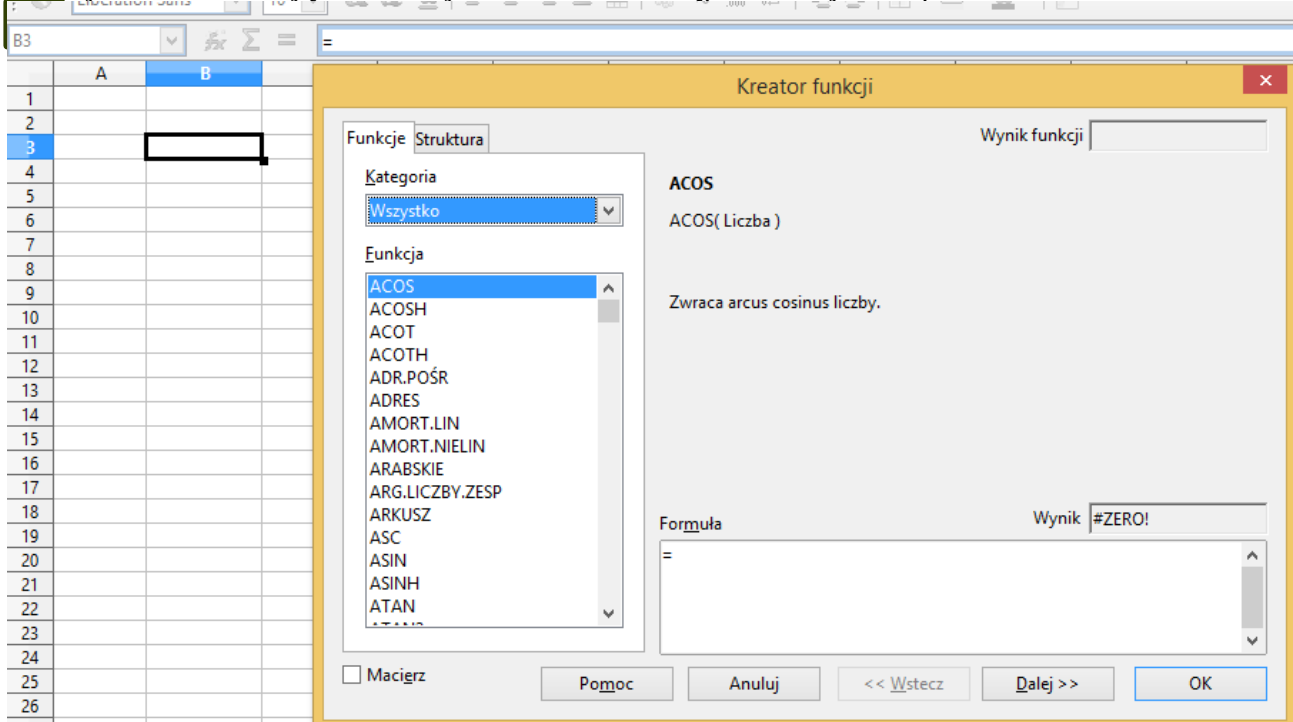 Liberation Sans
B3
=
A B
Kreator funkcji
1
2
3
4
5
6
7
8
9
10
11
12
13
14
15
16
17
18
19
20
21
22
23
24
25
26
Funkcje Struktura
Wynik funkcji
Kategoria
Wszystko
Funkcja
ACOS
ACOSH
ACOT
ACOTH
ADR.POŚR
ADRES
AMORT.LIN
AMORT.NIELIN
ARABSKIE
ARG.LICZBY.ZESP
ARKUSZ
ASC
ASIN
ASINH
ATAN
ACOS
ACOS( Liczba )
Zwraca arcus cosinus liczby.
Formuła
Wynik #ZERO!
=
Macierz
Pomoc Anuluj << Wstecz Dalej >> OK